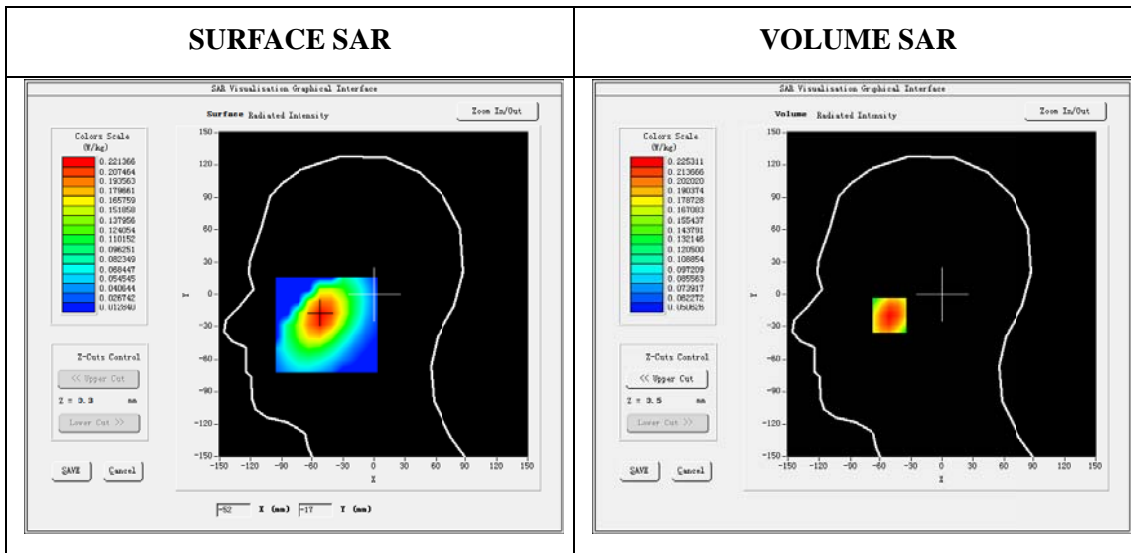 SURFACE SAR
VOLUME SAR
SAR Visualisation Graphical Interface
Surface Radiated Intensity
Zoom In/Out
Colors Scale
(W/kg)
0.221366
0.207464
0.193563
0.179661
0.165759
0.151858
0.137956
0.124054
0.110152
0.096251
0.082349
0.068447
0.054545
0.040644
0.026742
0.012840
150
120
90
60
30
0
-30
-60
-90
-120
-150
Y
-150 -120 -90 -60 -30 0 30 60 90 120 150
X
Z-Cuts Control
<< Upper Cut
Z = 3.3 mm
Lower Cut >>
SAVE Cancel
-52 X (mm) -17 Y (mm)
SAR Visualisation Graphical Interface
Volume Radiated Intensity
Zoom In/Out
Colors Scale
(W/kg)
0.225311
0.213666
0.202020
0.190374
0.178728
0.167083
0.155437
0.143791
0.132146
0.120500
0.108854
0.097209
0.085563
0.073917
0.062272
0.050626
150
120
90
60
30
0
-30
-60
-90
-120
-150
Y
-150 -120 -90 -60 -30 0 30 60 90 120 150
X
Z-Cuts Control
<< Upper Cut
Z = 3.5 mm
Lower Cut >>
SAVE Cancel